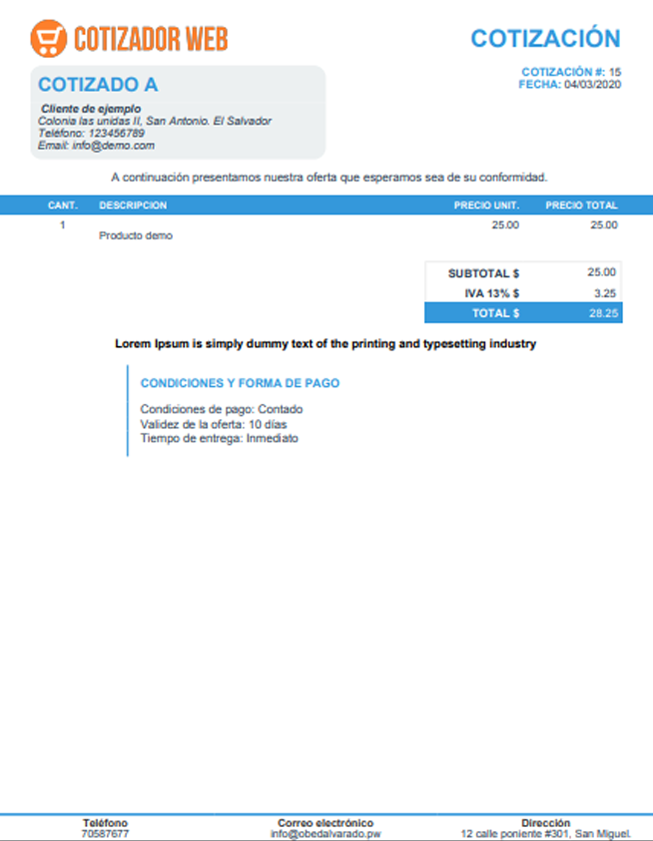 COTIZADOR WEB
COTIZACIÓN
COTIZACIÓN #: 15
FECHA: 04/03/2020
COTIZADO A
Cliente de ejemplo
Colonia las unidas II, San Antonio. El Salvador
Teléfono: 123456789
Email: info@demo.com
A continuación presentamos nuestra oferta que esperamos sea de su conformidad.
CANT. DESCRIPCION PRECIO UNIT. PRECIO TOTAL
1 25.00 25.00
Producto demo
SUBTOTAL $ 25.00
IVA 13% $ 3.25
TOTAL $ 28.25
Lorem Ipsum is simply dummy text of the printing and typesetting industry
CONDICIONES Y FORMA DE PAGO
Condiciones de pago: Contado
Validez de la oferta: 10 días
Tiempo de entrega: Inmediato
Teléfono Correo electrónico Dirección
70587677 info@obedalvarado.pw 12 calle poniente #301, San Miguel.